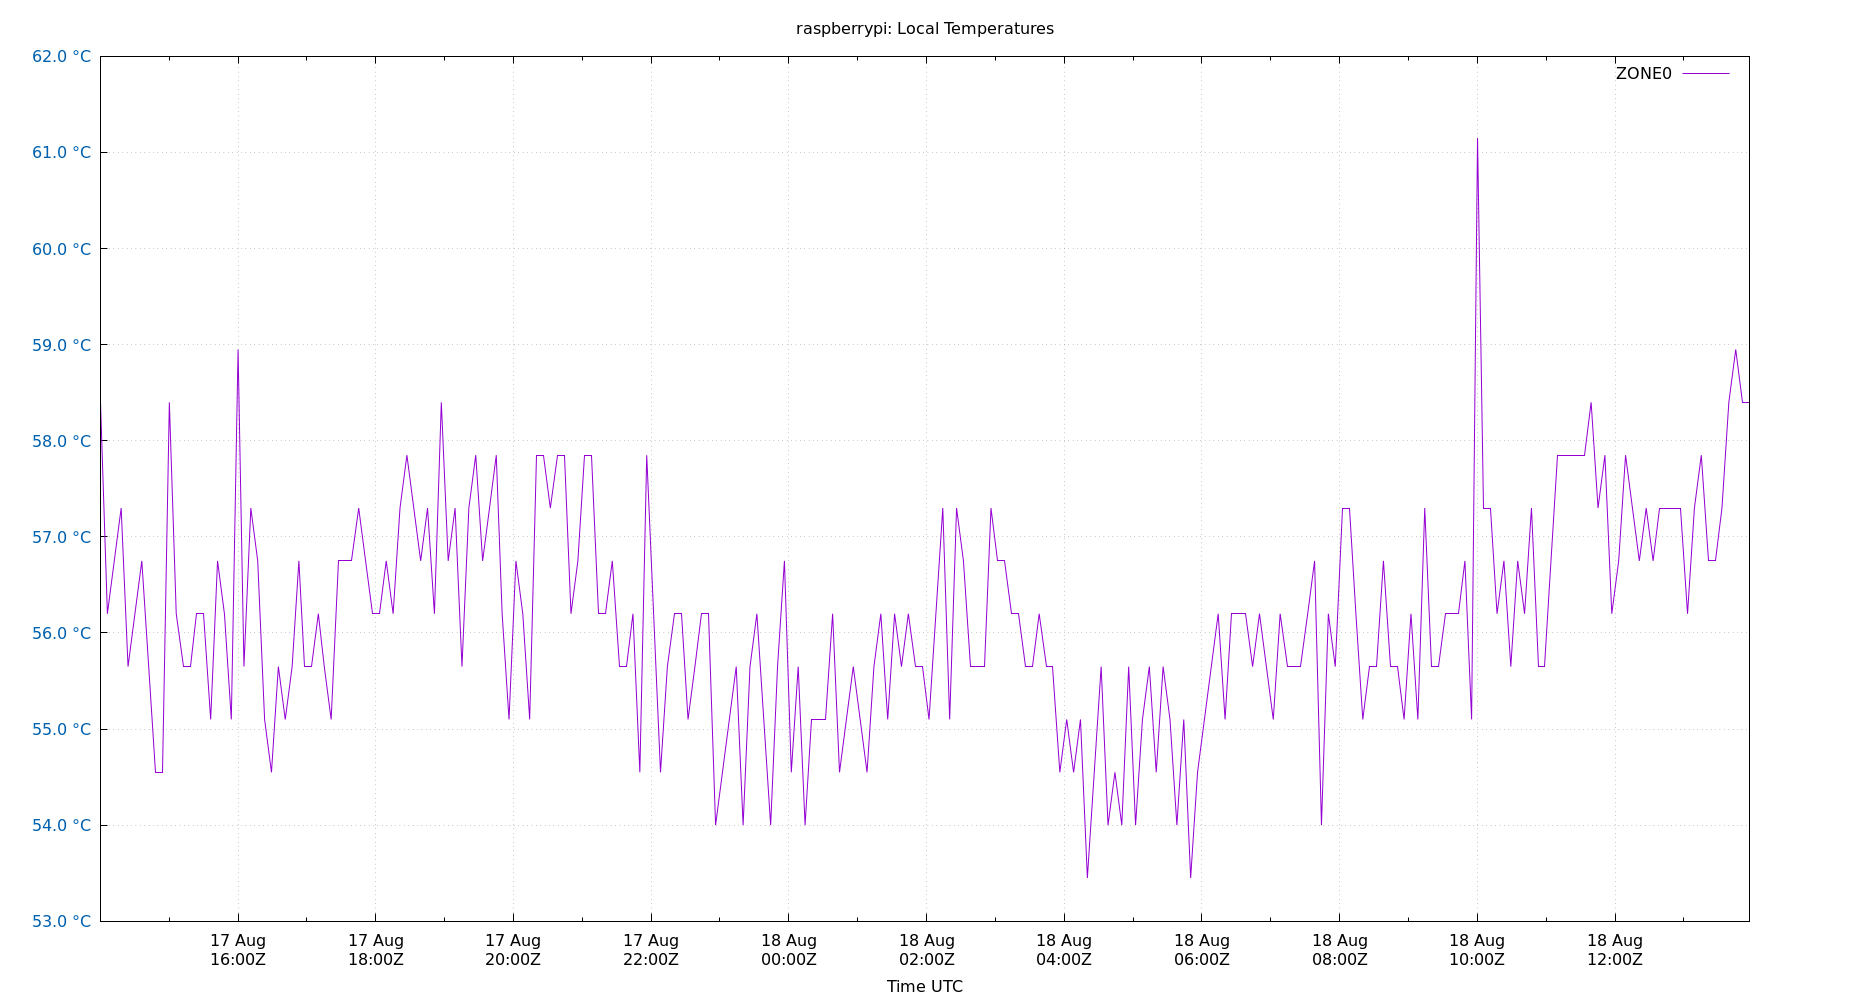 raspberrypi: Local Temperatures
62.0 °C
ZONE0
61.0 °C
60.0 °C
59.0 °C
58.0 °C
57.0 °C
56.0 °C
55.0 °C
54.0 °C
53.0 °C
17 Aug
16:00Z
17 Aug
18:00Z
17 Aug
20:00Z
17 Aug
22:00Z
18 Aug
00:00Z
18 Aug
02:00Z
18 Aug
04:00Z
18 Aug
06:00Z
18 Aug
08:00Z
18 Aug
10:00Z
18 Aug
12:00Z
Time UTC